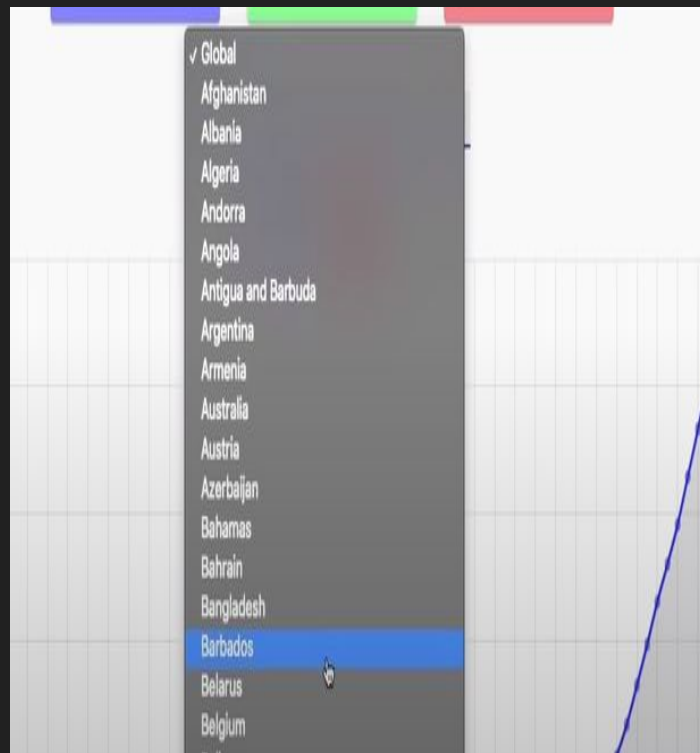 ✓ Global
Afghanistan
Albania
Algeria
Andorra
Angola
Antigua and Barbuda
Argentina
Armenia
Australia
Austria
Azerbaijan
Bahamas
Bahrain
Bangladesh
Barbados
Belarus
Belgium